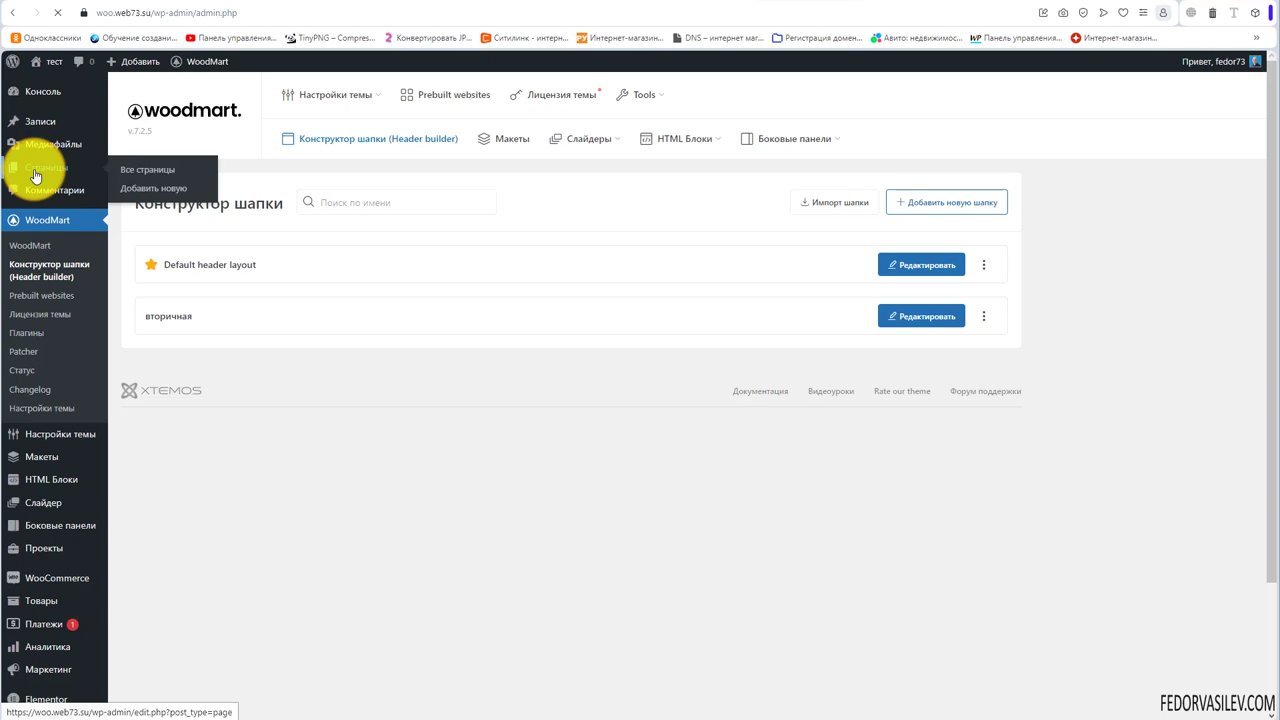 woo.web73.su/wp-admin/admin.php
Одноклассники
Обучение создани...
Панель управления...
TinyPNG – Compres...
Конвертировать JP...
Ситилинк - интерн...
Интернет-магазин...
DNS – интернет маг...
Регистрация домен...
Авито: недвижимос...
Панель управления...
Интернет-магазин...
тест
0
Добавить
WoodMart
Привет, fedor73
Консоль
Записи
Медиафайлы
Страницы
Комментарии
WoodMart
WoodMart
Конструктор шапки
(Header builder)
Prebuilt websites
Лицензия темы
Плагины
Patcher
Статус
Changelog
Настройки темы
Настройки темы
Макеты
HTML Блоки
Слайдер
Боковые панели
Проекты
WooCommerce
Товары
Платежи 1
Аналитика
Маркетинг
Elementor
Все страницы
Добавить новую
woodmart.
v.7.2.5
Настройки темы
Prebuilt websites
Лицензия темы
Tools
Конструктор шапки (Header builder)
Макеты
Слайдеры
HTML Блоки
Боковые панели
Конструктор шапки
Поиск по имени
Импорт шапки
Добавить новую шапку
Default header layout
Редактировать
вторичная
Редактировать
XTEMOS
Документация
Видеоуроки
Rate our theme
Форум поддержки
https://woo.web73.su/wp-admin/edit.php?post_type=page
FEDORVASILEV.COM